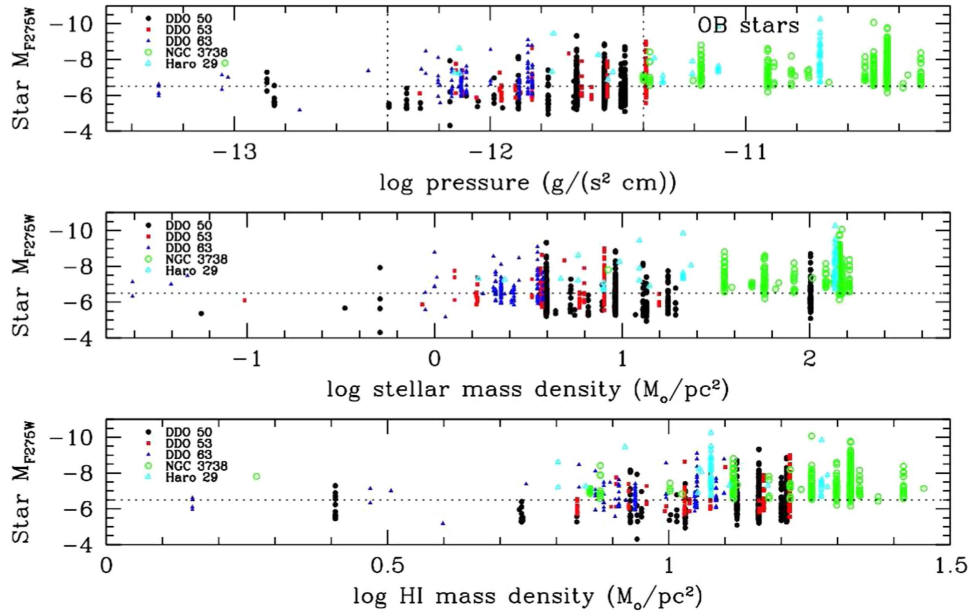 OB stars
DDO 50
DDO 53
DDO 63
NGC 3738
Haro 29
Star M_F275W
-10
-8
-6
-4
-13
-12
-11
log pressure (g/(s² cm))
DDO 50
DDO 53
DDO 63
NGC 3738
Haro 29
Star M_F275W
-10
-8
-6
-4
-1
0
1
2
log stellar mass density (M_o/pc²)
DDO 50
DDO 53
DDO 63
NGC 3738
Haro 29
Star M_F275W
-10
-8
-6
-4
0
0.5
1
1.5
log HI mass density (M_o/pc²)